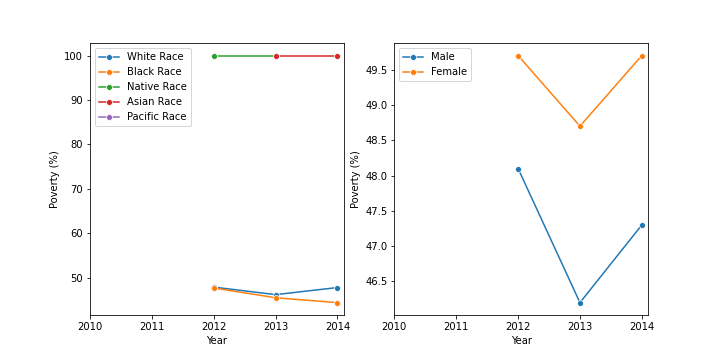 White Race
Black Race
Native Race
Asian Race
Pacific Race
100
90
80
70
60
50
Poverty (%)
2010 2011 2012 2013 2014
Year
Male
Female
49.5
49.0
48.5
48.0
47.5
47.0
46.5
Poverty (%)
2010 2011 2012 2013 2014
Year